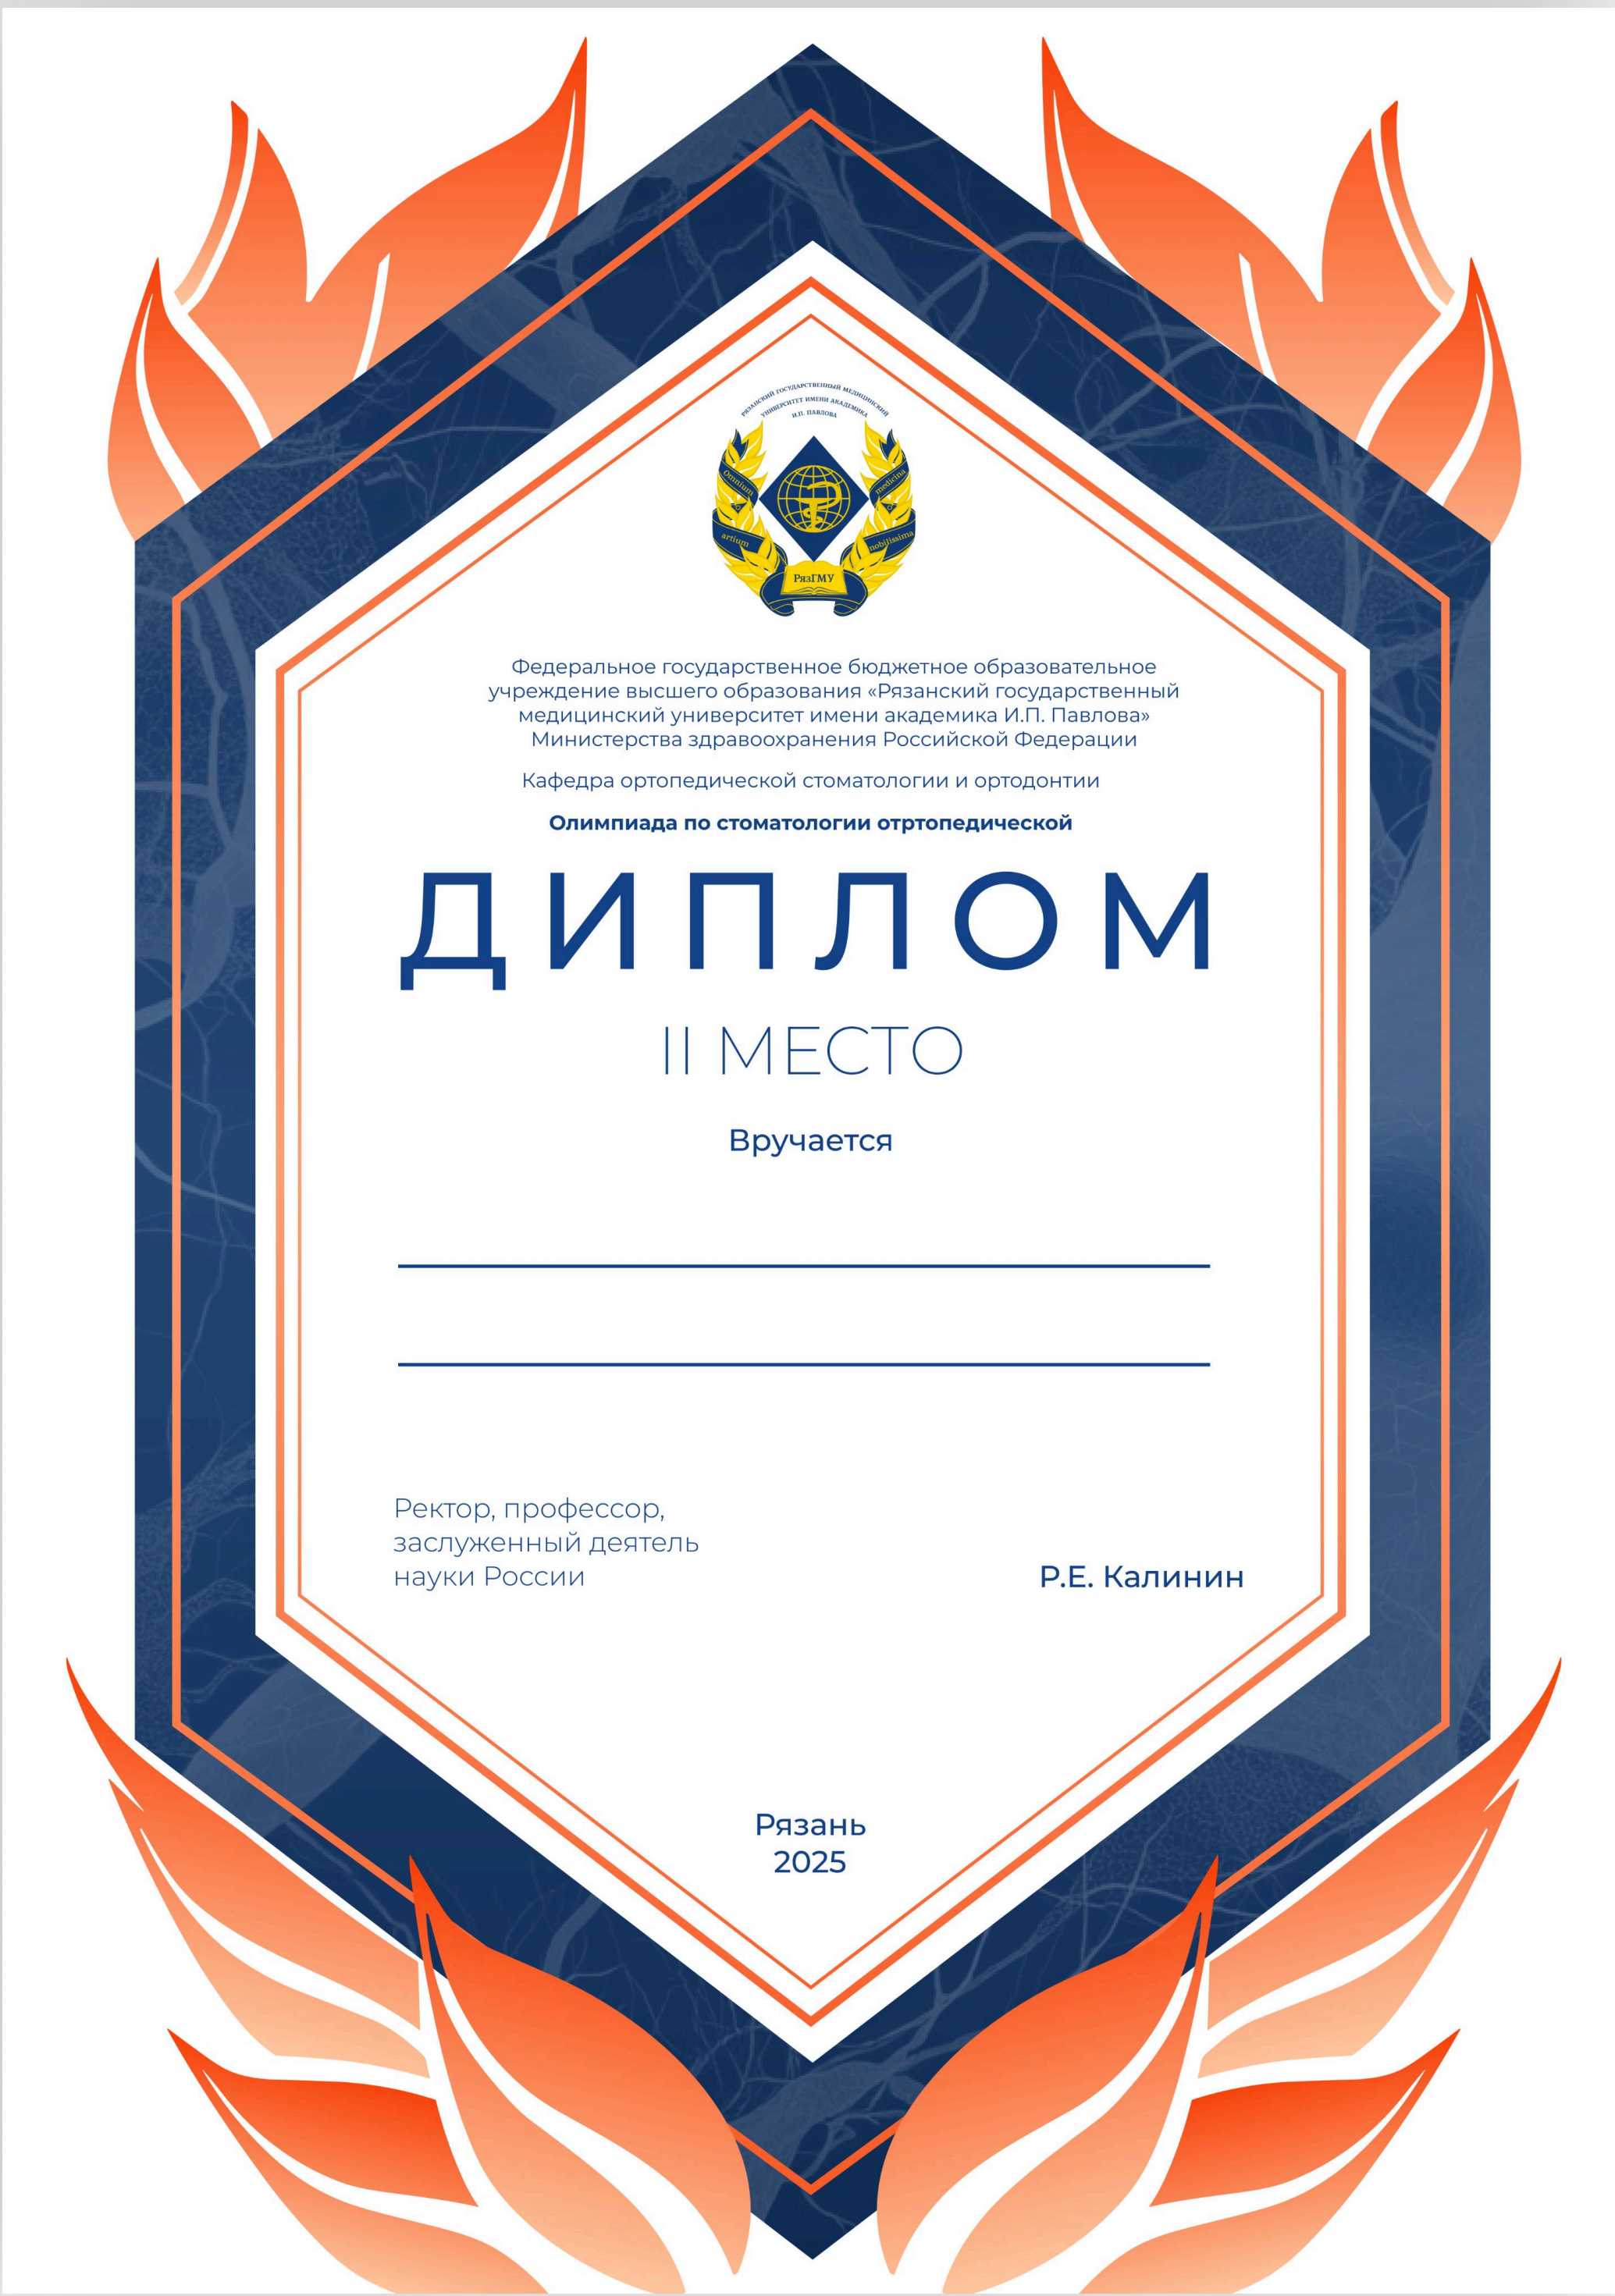 РЯЗАНСКИЙ ГОСУДАРСТВЕННЫЙ МЕДИЦИНСКИЙ
УНИВЕРСИТЕТ ИМЕНИ АКАДЕМИКА
И.П. ПАВЛОВА
Omnium
medicina
artium
nobilissima
РязГМУ
Федеральное государственное бюджетное образовательное
учреждение высшего образования «Рязанский государственный
медицинский университет имени академика И.П. Павлова»
Министерства здравоохранения Российской Федерации
Кафедра ортопедической стоматологии и ортодонтии
Олимпиада по стоматологии отртопедической
ДИПЛОМ
II МЕСТО
Вручается
Ректор, профессор,
заслуженный деятель
науки России
Р.Е. Калинин
Рязань
2025